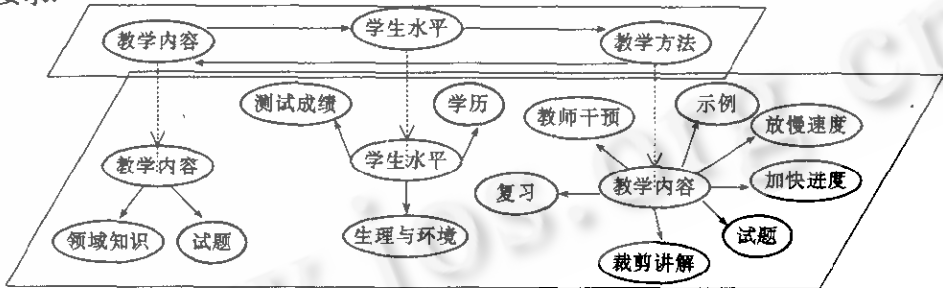 教学内容 学生水平 教学方法
测试成绩 学历 教师干预 示例 放慢速度
教学内容 学生水平 复习 教学内容 加快进度
领域知识 试题 生理与环境 裁剪讲解 试题
jos.org.cn